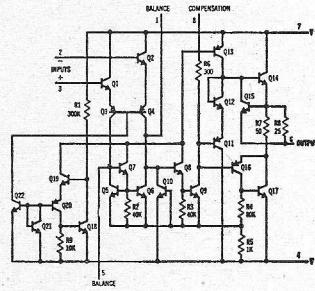 BALANCE COMPENSATION
1 8
7 V
2
Q13
Q2
R6
300
Q14
INPUTS
+
3
Q1
Q12
Q15
R1
300K
Q3
Q4
R7
50
R8
25
6 OUTPUT
Q11
Q19
Q7
Q8
Q16
Q22
Q5
Q6
Q10
Q9
Q17
Q20
R2
40K
R3
40K
R4
80K
Q21
Q18
R9
10K
R5
1K
4 V
5
BALANCE